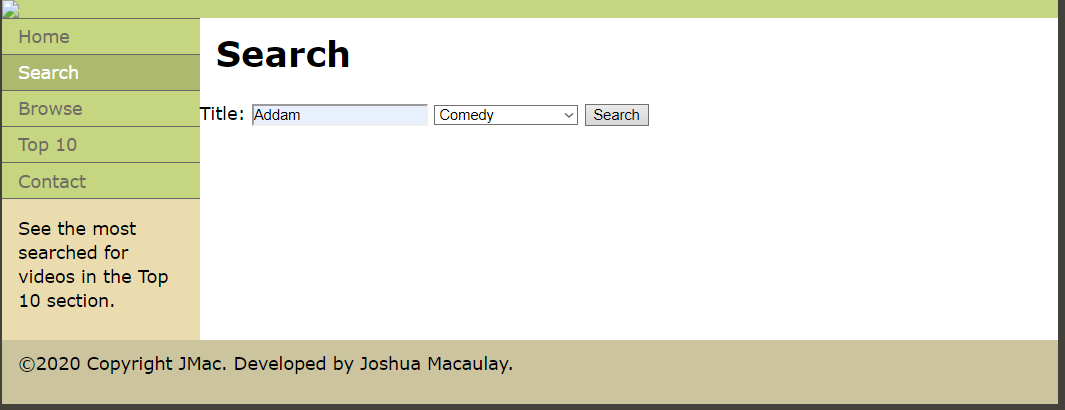 Home
Search
Browse
Top 10
Contact
See the most
searched for
videos in the Top
10 section.
Search
Title: Addam Comedy Search
©2020 Copyright JMac. Developed by Joshua Macaulay.